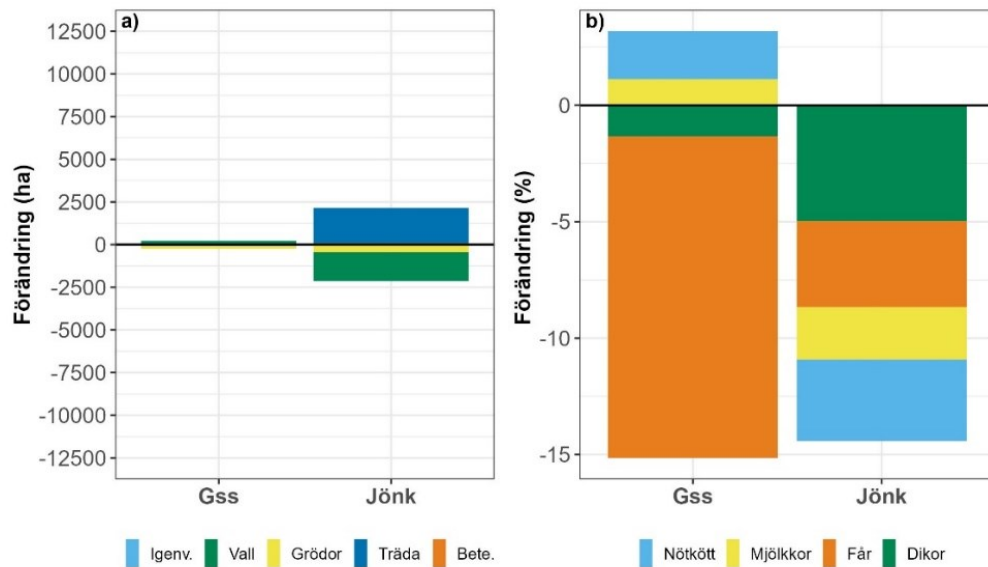 a)
Förändring (ha)
12500
10000
7500
5000
2500
0
-2500
-5000
-7500
-10000
-12500
Gss Jönk
Igenv. Vall Grödor Träda Bete.
b)
Förändring (%)
0
-5
-10
-15
Gss Jönk
Nötkött Mjölkkor Får Dikor